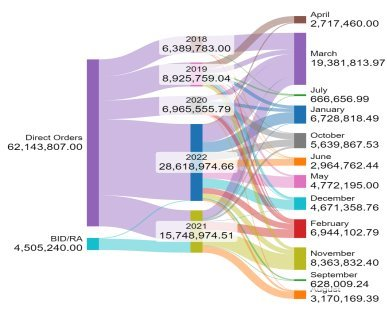 Direct Orders
62,143,807.00
BID/RA
4,505,240.00
2018
6,389,783.00
2019
8,925,759.04
2020
6,965,555.79
2022
28,618,974.66
2021
15,748,974.51
April
2,717,460.00
March
19,381,813.97
July
666,656.99
January
6,728,818.49
October
5,639,867.53
June
2,964,762.44
May
4,772,195.00
December
4,671,358.76
February
6,944,102.79
November
8,363,832.40
September
628,009.24
August
3,170,169.39